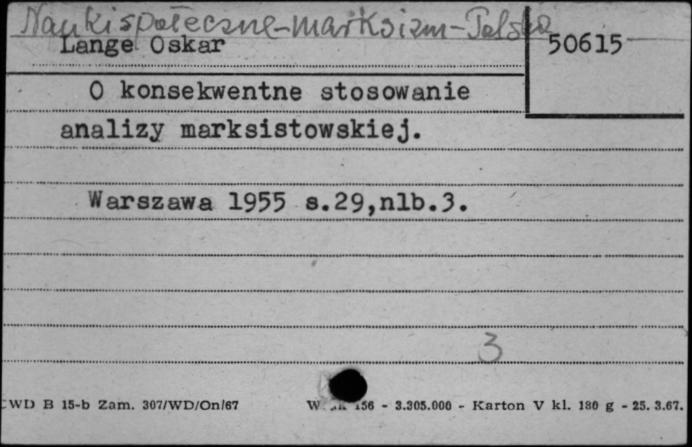 Nauki społeczne-marksizm-Polska
Lange Oskar
50615
O konsekwentne stosowanie
analizy marksistowskiej.
Warszawa 1955 s.29,nlb.3.
3
WD B 15-b Zam. 307/WD/On/67
156 - 3.305.000 - Karton V kl. 180 g - 25. 3.67.